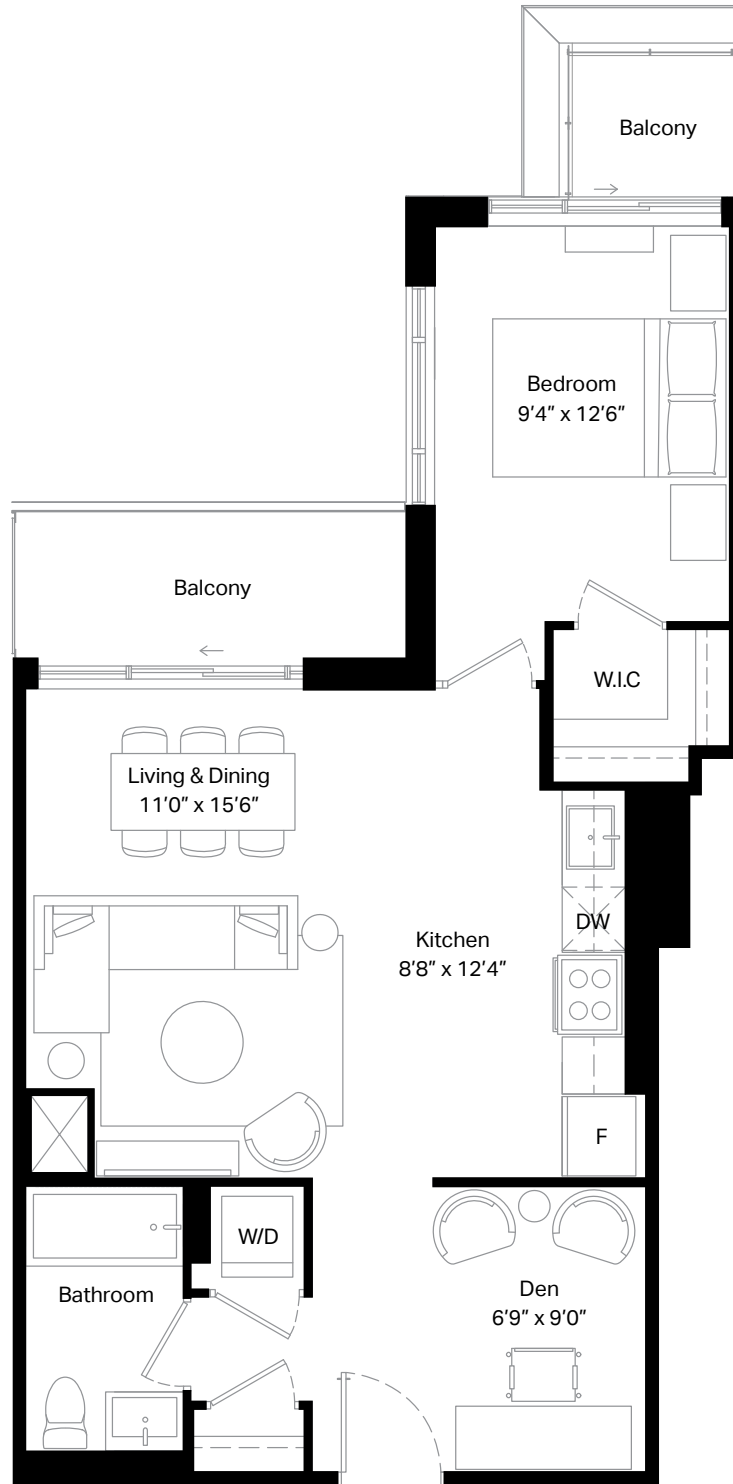 Balcony
Bedroom
9'4" x 12'6"
Balcony
W.I.C
Living & Dining
11'0" x 15'6"
DW
Kitchen
8'8" x 12'4"
F
W/D
Bathroom
Den
6'9" x 9'0"